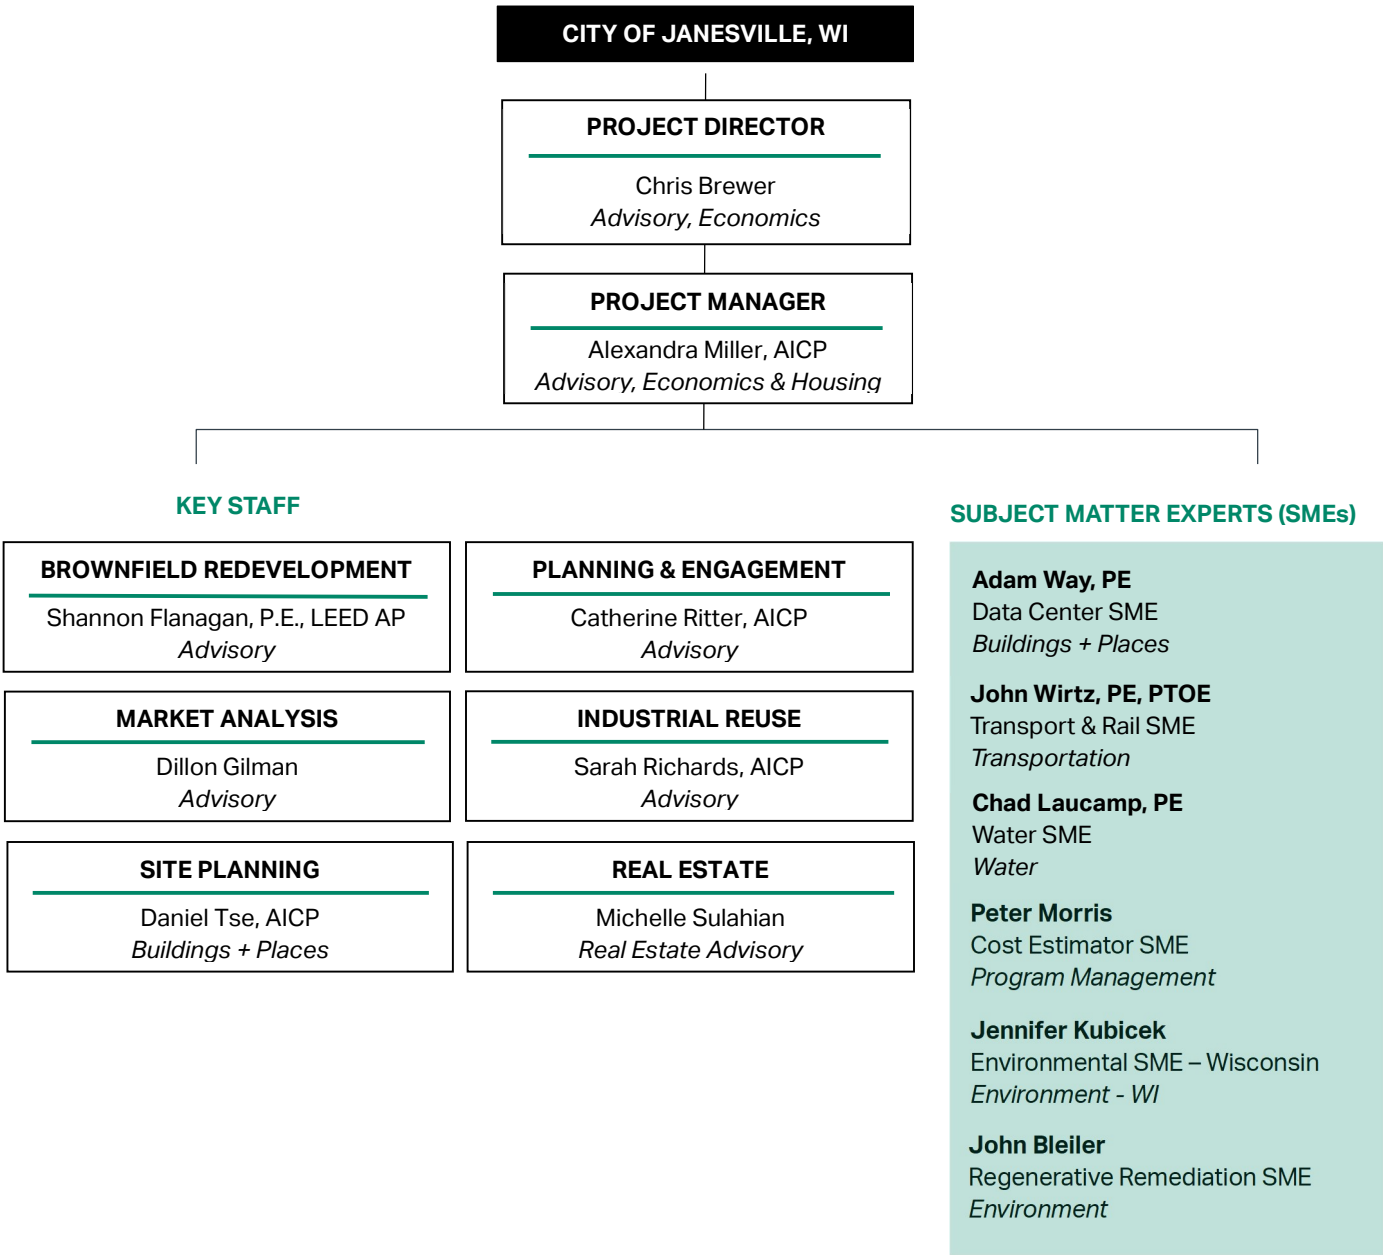 CITY OF JANESVILLE, WI
PROJECT DIRECTOR
Chris Brewer
Advisory, Economics
PROJECT MANAGER
Alexandra Miller, AICP
Advisory, Economics & Housing
KEY STAFF
BROWNFIELD REDEVELOPMENT
Shannon Flanagan, P.E., LEED AP
Advisory
PLANNING & ENGAGEMENT
Catherine Ritter, AICP
Advisory
MARKET ANALYSIS
Dillon Gilman
Advisory
INDUSTRIAL REUSE
Sarah Richards, AICP
Advisory
SITE PLANNING
Daniel Tse, AICP
Buildings + Places
REAL ESTATE
Michelle Sulahian
Real Estate Advisory
SUBJECT MATTER EXPERTS (SMEs)
Adam Way, PE
Data Center SME
Buildings + Places
John Wirtz, PE, PTOE
Transport & Rail SME
Transportation
Chad Laucamp, PE
Water SME
Water
Peter Morris
Cost Estimator SME
Program Management
Jennifer Kubicek
Environmental SME – Wisconsin
Environment - WI
John Bleiler
Regenerative Remediation SME
Environment